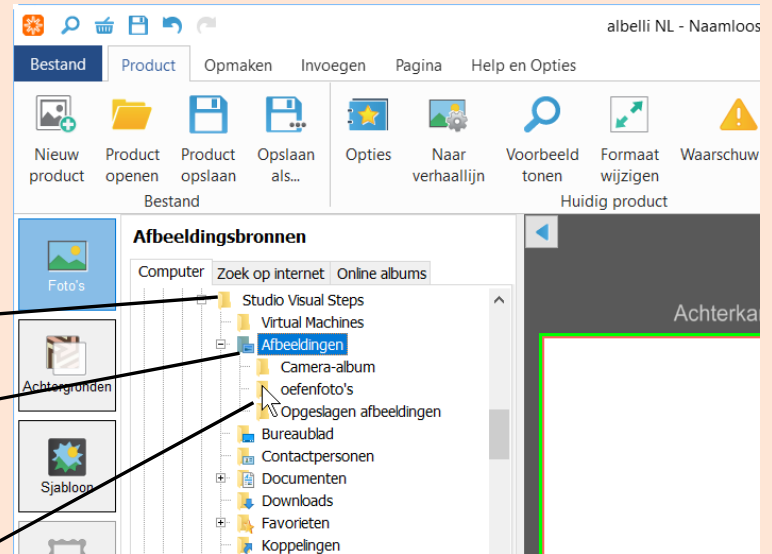 albelli NL - Naamloos
Bestand Product Opmaken Invoegen Pagina Help en Opties
Nieuw product
Product openen
Product opslaan
Opslaan als...
Opties
Naar verhaallijn
Voorbeeld tonen
Formaat wijzigen
Waarschuw
Bestand
Huidig product
Foto's
Achtergronden
Sjabloon
Afbeeldingsbronnen
Computer Zoek op internet Online albums
Studio Visual Steps
Virtual Machines
Afbeeldingen
Camera-album
oefenfoto's
Opgeslagen afbeeldingen
Bureaublad
Contactpersonen
Documenten
Downloads
Favorieten
Koppelingen
Achterka